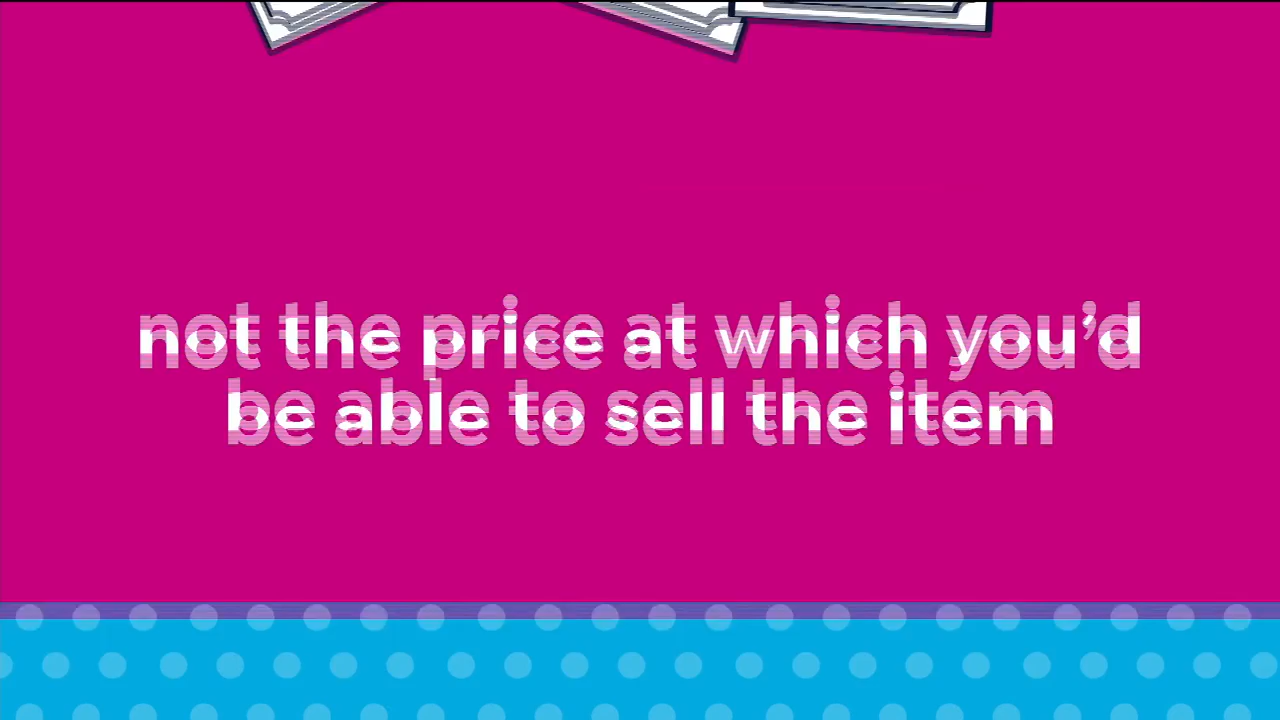 not the price at which you’d
be able to sell the item